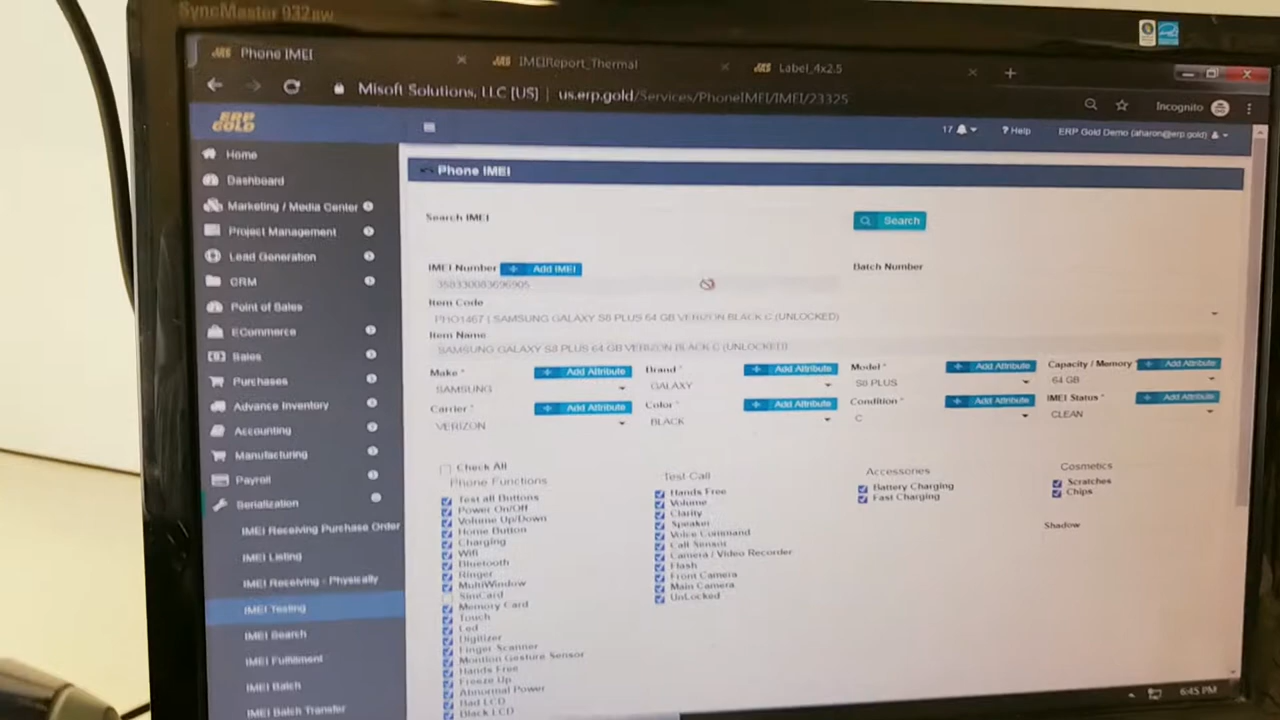 SyncMaster 932BW
Phone IMEI
IMEIReport_Thermal
Label_4x2.5
Misoft Solutions, LLC [US] | us.erp.gold/Services/PhoneIMEI/IMEI/23325
Incognito
ERP GOLD
17
? Help
ERP Gold Demo (aharon@erp.gold)
Home
Dashboard
Marketing / Media Center
Project Management
Lead Generation
CRM
Point of Sales
ECommerce
Sales
Purchases
Advance Inventory
Accounting
Manufacturing
Payroll
Serialization
IMEI Receiving Purchase Order
IMEI Listing
IMEI Receiving - Physically
IMEI Testing
IMEI Search
IMEI Fulfilment
IMEI Batch
IMEI Batch Transfer
Phone IMEI
Search IMEI
Search
IMEI Number
Add IMEI
Batch Number
Item Code
PHO1467 | SAMSUNG GALAXY S8 PLUS 64 GB VERIZON BLACK C (UNLOCKED)
Item Name
SAMSUNG GALAXY S8 PLUS 64 GB VERIZON BLACK C (UNLOCKED)
Make * Add Attribute
SAMSUNG
Brand * Add Attribute
GALAXY
Model * Add Attribute
S8 PLUS
Capacity / Memory * Add Attribute
64 GB
Carrier * Add Attribute
VERIZON
Color * Add Attribute
BLACK
Condition * Add Attribute
C
IMEI Status * Add Attribute
CLEAN
Check All
Phone Functions
Test all Buttons
Power On/Off
Volume Up/Down
Home Button
Charging
Wifi
Bluetooth
Ringer
MultiWindow
SimCard
Memory Card
Touch
Led
Digitizer
Finger Scanner
Montion Gesture Sensor
Hands Free
Freeze Up
Abnormal Power
Bad LCD
Black LCD
Test Call
Hands Free
Volume
Clarity
Speaker
Voice Command
Call Sensor
Camera / Video Recorder
Flash
Front Camera
Main Camera
UnLocked
Accessories
Battery Charging
Fast Charging
Cosmetics
Scratches
Chips
Shadow
6:45 PM